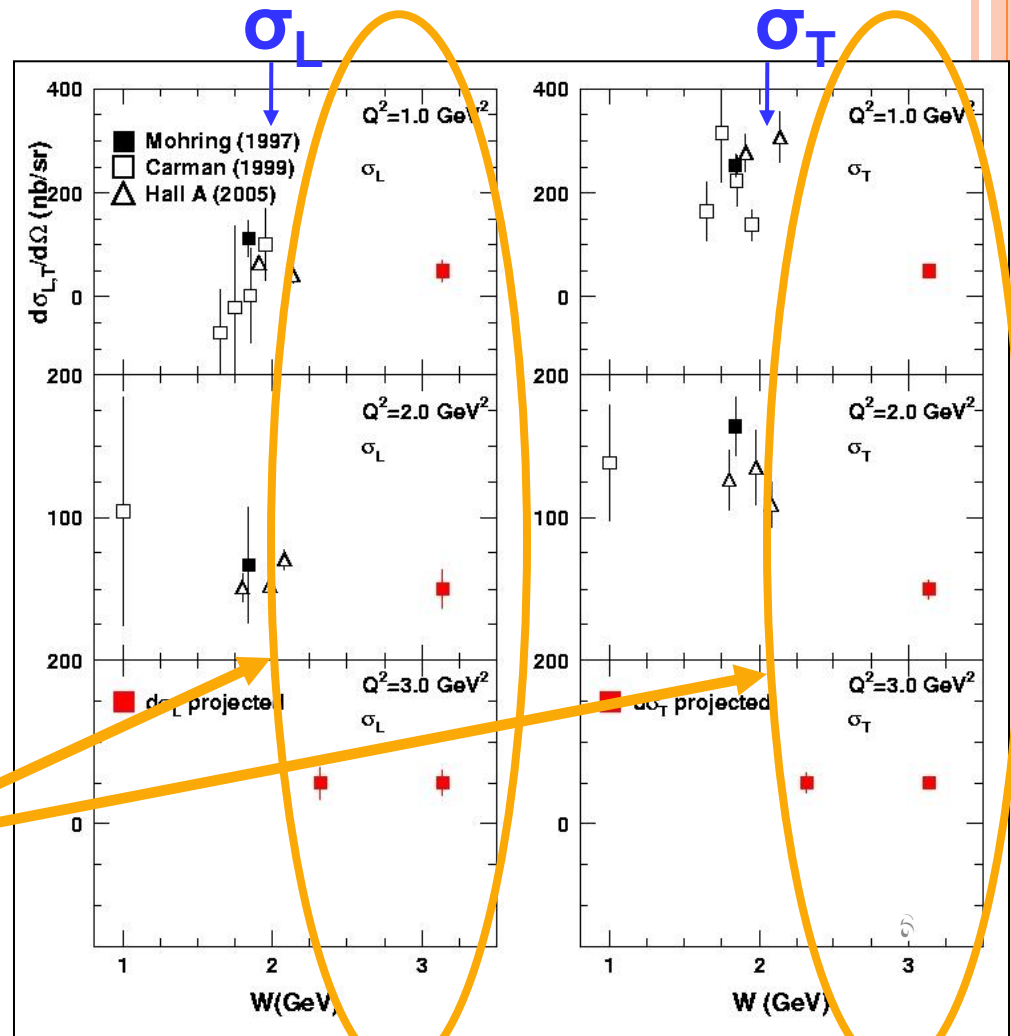 σL
σT
dσL,T/dΩ (nb/sr)
400
200
0
200
100
200
0
Q²=1.0 GeV²
Mohring (1997)
Carman (1999)
Hall A (2005)
σL
Q²=2.0 GeV²
σL
Q²=3.0 GeV²
dσL projected
σL
1
2
3
W(GeV)
400
200
0
200
100
200
0
Q²=1.0 GeV²
σT
Q²=2.0 GeV²
σT
Q²=3.0 GeV²
dσT projected
σT
6
1
2
3
W (GeV)